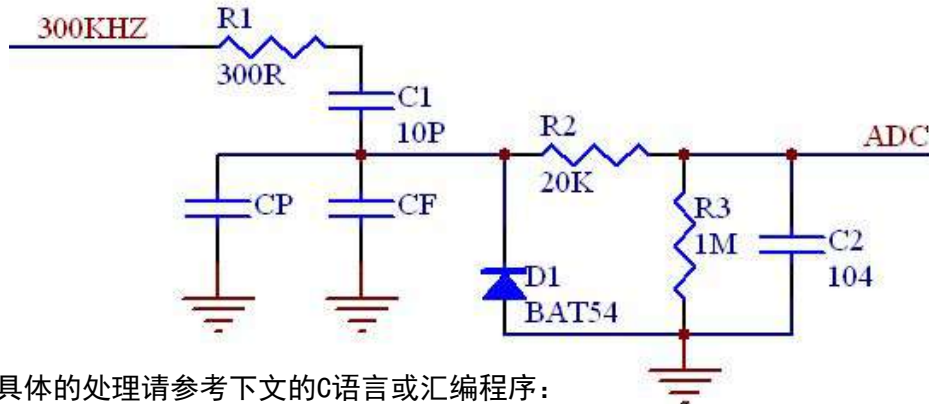 300KHZ
R1
300R
C1
10P
R2
20K
ADC
CP
CF
R3
1M
C2
104
D1
BAT54
具体的处理请参考下文的C语言或汇编程序：